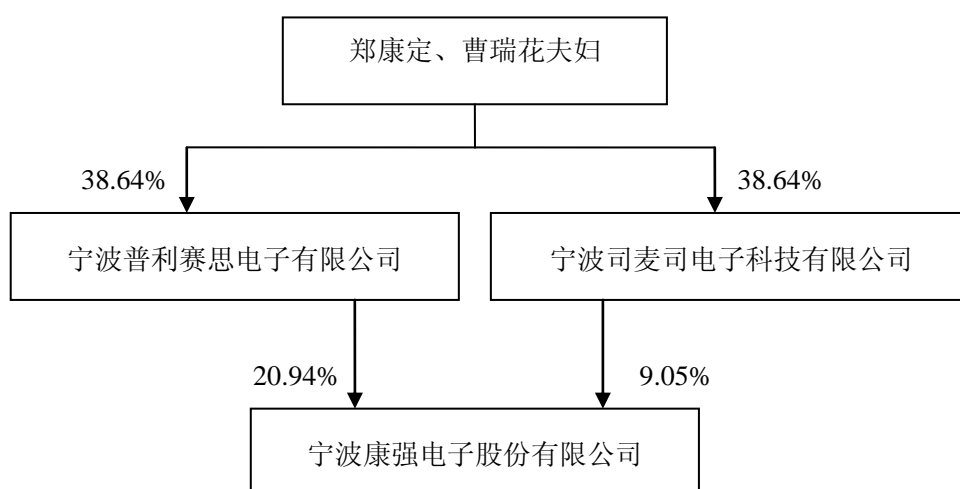 郑康定、曹瑞花夫妇
38.64%
38.64%
宁波普利赛思电子有限公司
宁波司麦司电子科技有限公司
20.94%
9.05%
宁波康强电子股份有限公司